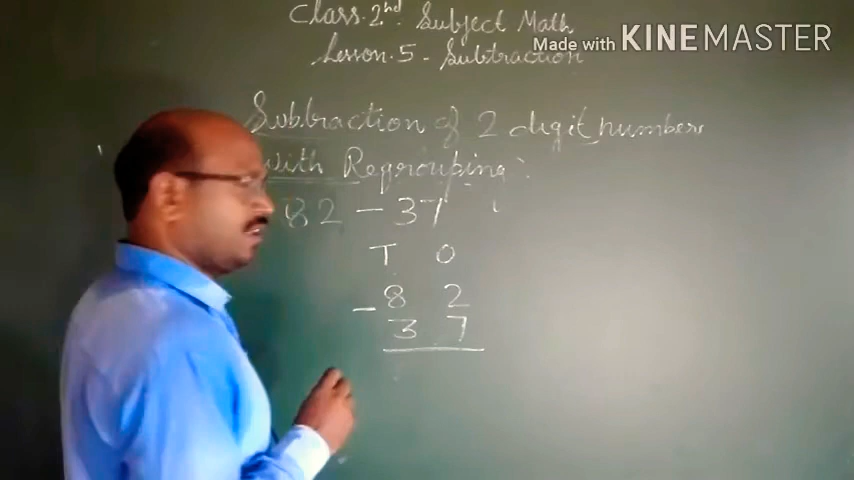 Class. 2nd. Subject Math
Made with KINEMASTER
Lesson. 5 - Subtraction
Subtraction of 2 digit numbers
with Regrouping :
82 - 37
T O
- 8 2
3 7